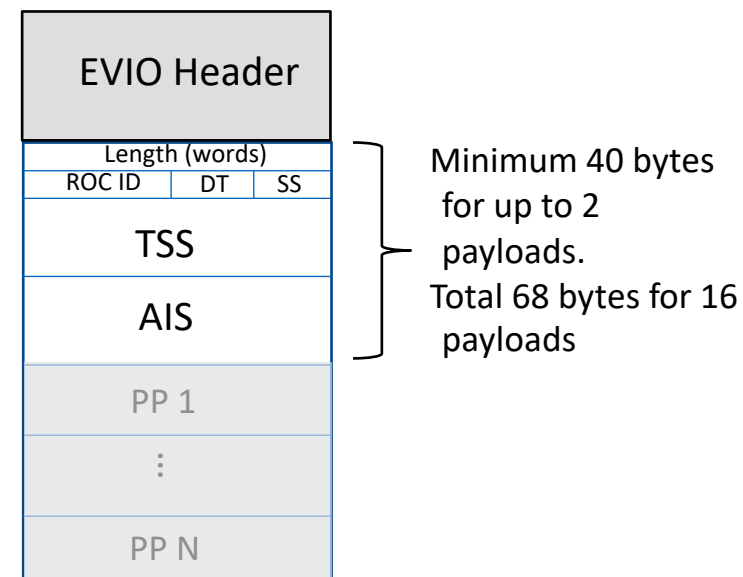 EVIO Header
Length (words)
ROC ID DT SS
TSS
AIS
PP 1
⋮
PP N
Minimum 40 bytes
for up to 2
payloads.
Total 68 bytes for 16
payloads